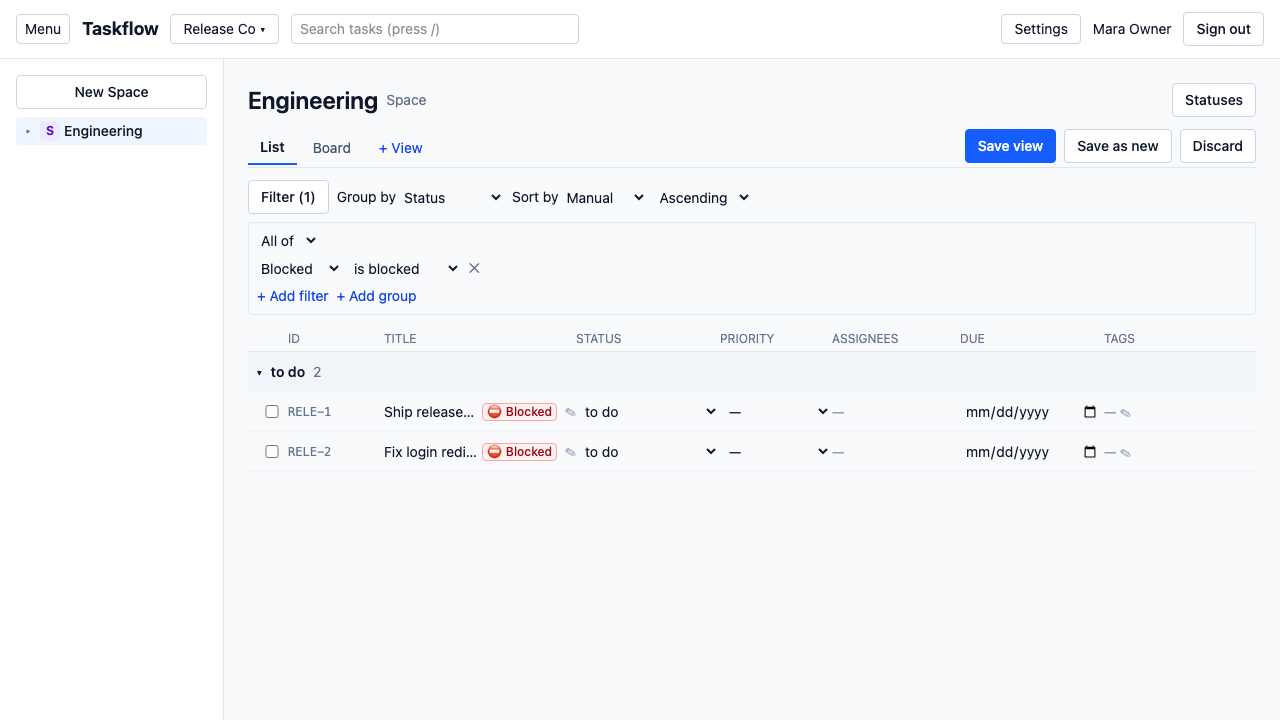 Menu Taskflow Release Co ▾ Search tasks (press /) Settings Mara Owner Sign out
New Space
▸ S Engineering
Engineering Space Statuses
List Board + View Save view Save as new Discard
Filter (1) Group by Status Sort by Manual Ascending
All of
Blocked is blocked ×
+ Add filter + Add group
ID TITLE STATUS PRIORITY ASSIGNEES DUE TAGS
▾ to do 2
RELE-1 Ship release... ⛔ Blocked ✎ to do — — mm/dd/yyyy — ✎
RELE-2 Fix login redi... ⛔ Blocked ✎ to do — — mm/dd/yyyy — ✎